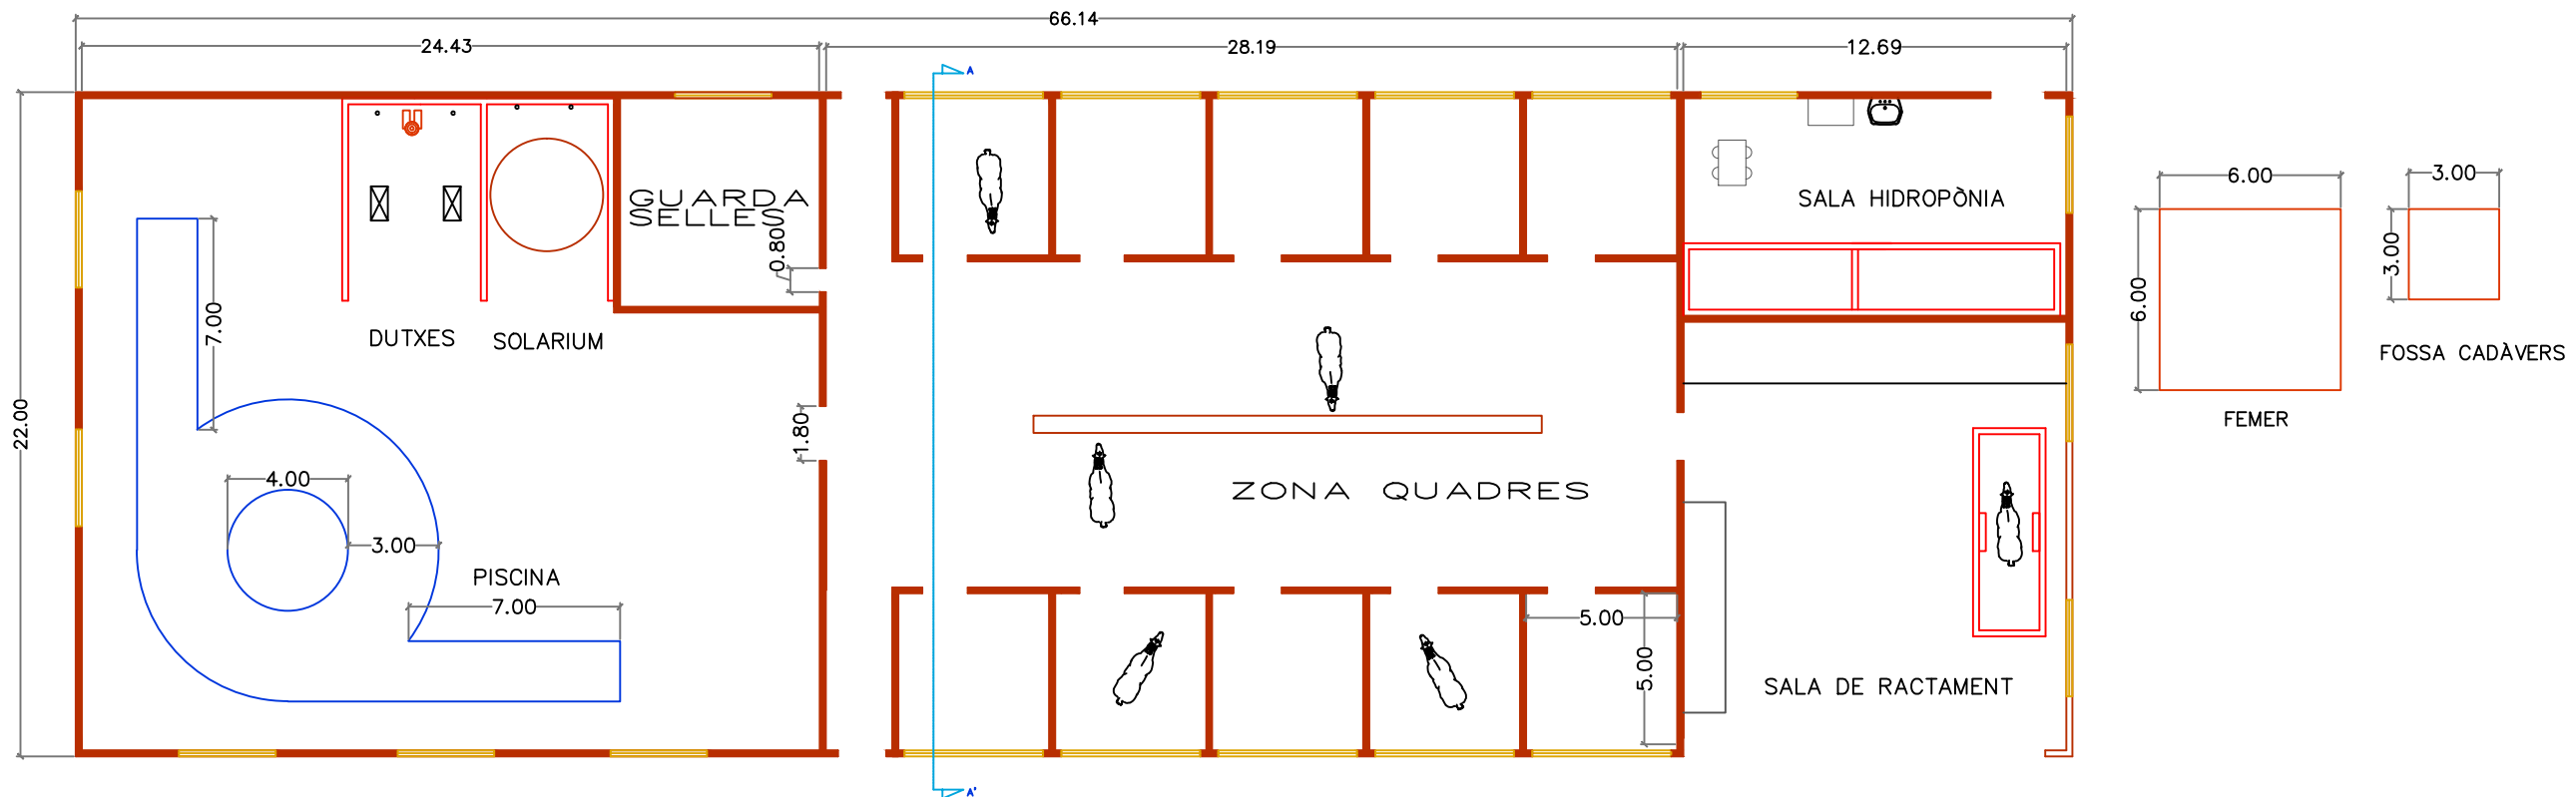 66.14
24.43
28.19
12.69
A
GUARDA
SELLES
0.80
SALA HIDROPÒNIA
6.00
3.00
3.00
6.00
7.00
DUTXES
SOLARIUM
FOSSA CADÀVERS
FEMER
22.00
1.80
4.00
3.00
ZONA QUADRES
PISCINA
7.00
5.00
5.00
SALA DE RACTAMENT
A'